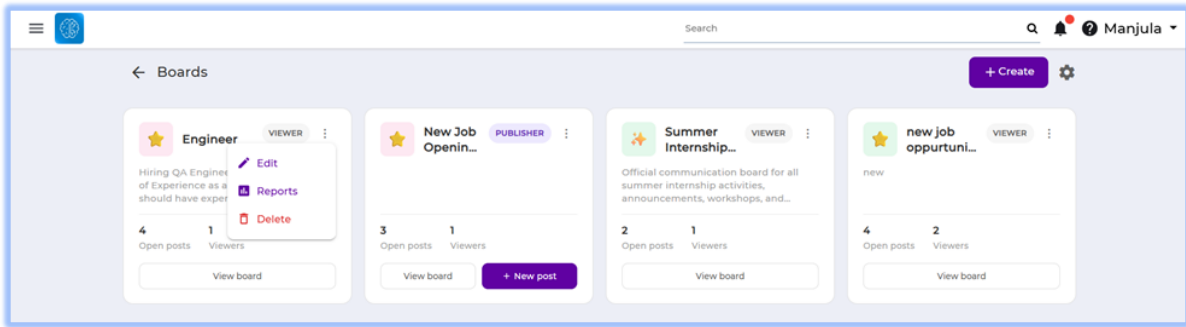 Search
Manjula
Boards
+ Create
Engineer
VIEWER
Edit
Reports
Delete
Hiring QA Engine
of Experience as a
should have exper
4
1
Open posts
Viewers
View board
New Job
Openin...
PUBLISHER
3
1
Open posts
Viewers
View board
+ New post
Summer
Internship...
VIEWER
Official communication board for all
summer internship activities,
announcements, workshops, and...
2
1
Open posts
Viewers
View board
new job
oppurtuni...
VIEWER
new
4
2
Open posts
Viewers
View board